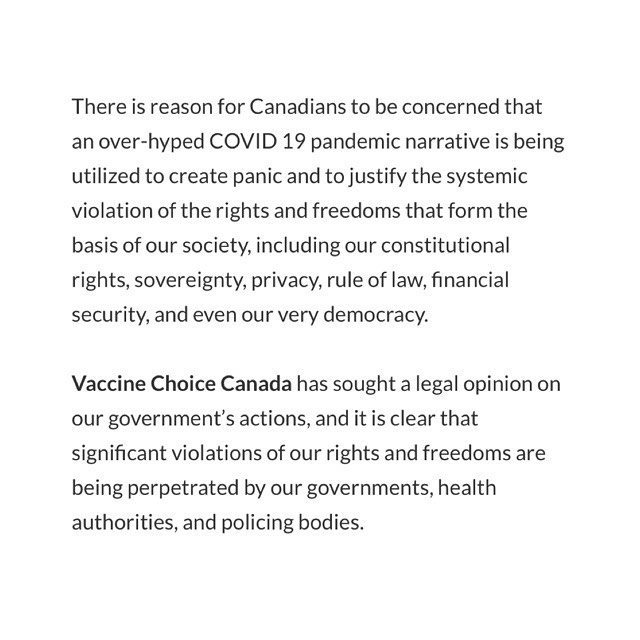 There is reason for Canadians to be concerned that
an over-hyped COVID 19 pandemic narrative is being
utilized to create panic and to justify the systemic
violation of the rights and freedoms that form the
basis of our society, including our constitutional
rights, sovereignty, privacy, rule of law, financial
security, and even our very democracy.
Vaccine Choice Canada has sought a legal opinion on
our government’s actions, and it is clear that
significant violations of our rights and freedoms are
being perpetrated by our governments, health
authorities, and policing bodies.